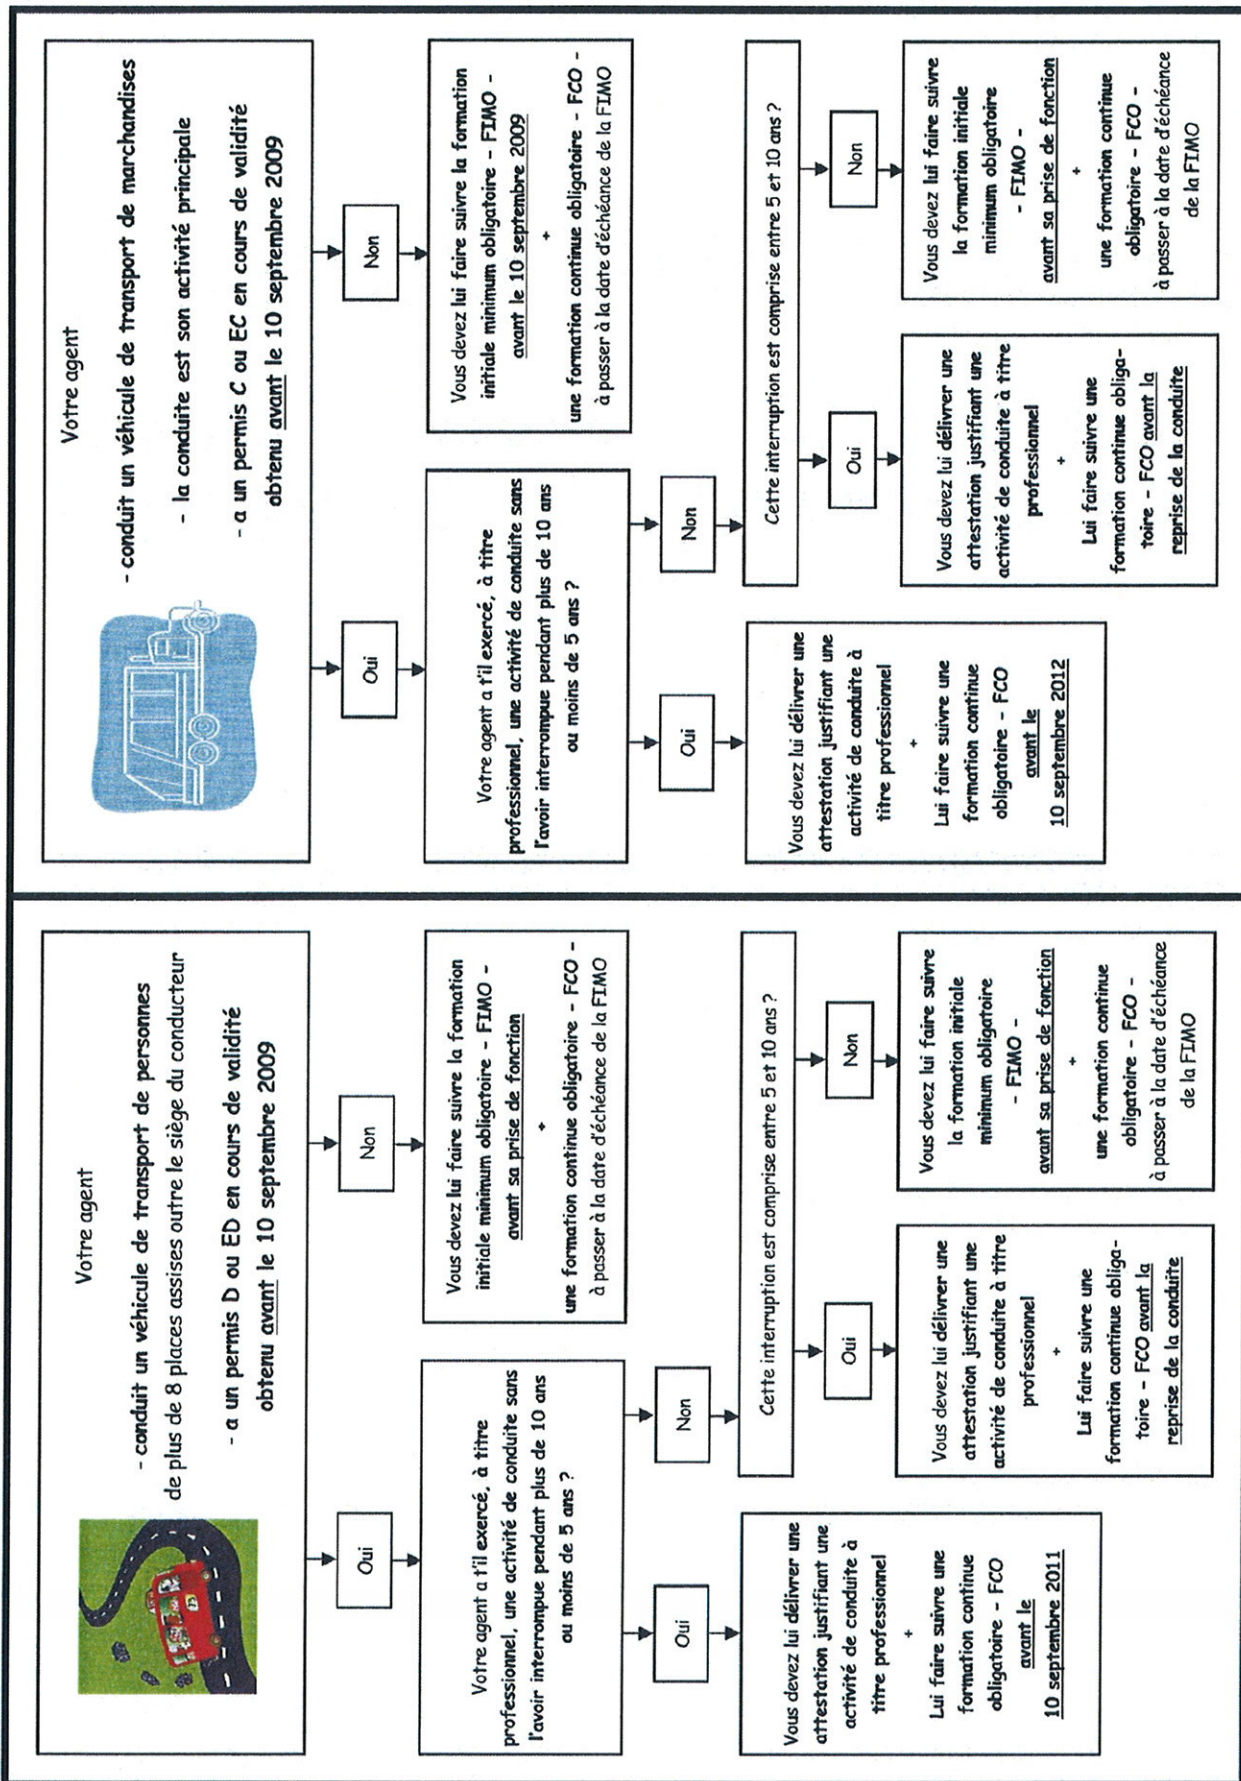 Votre agent
- conduit un véhicule de transport de personnes
de plus de 8 places assises outre le siège du conducteur
- a un permis D ou ED en cours de validité
obtenu avant le 10 septembre 2009
Oui
Non
Votre agent a t'il exercé, à titre
professionnel, une activité de conduite sans
l'avoir interrompue pendant plus de 10 ans
ou moins de 5 ans ?
Vous devez lui faire suivre la formation
initiale minimum obligatoire - FIMO -
avant sa prise de fonction
+
une formation continue obligatoire - FCO -
à passer à la date d'échéance de la FIMO
Oui
Non
Vous devez lui délivrer une
attestation justifiant une
activité de conduite à
titre professionnel
+
Lui faire suivre une
formation continue
obligatoire - FCO
avant le
10 septembre 2011
Cette interruption est comprise entre 5 et 10 ans ?
Oui
Non
Vous devez lui délivrer une
attestation justifiant une
activité de conduite à titre
professionnel
+
Lui faire suivre une
formation continue obliga-
toire - FCO avant la
reprise de la conduite
Vous devez lui faire suivre
la formation initiale
minimum obligatoire
- FIMO -
avant sa prise de fonction
+
une formation continue
obligatoire - FCO -
à passer à la date d'échéance
de la FIMO
Votre agent
- conduit un véhicule de transport de marchandises
- la conduite est son activité principale
- a un permis C ou EC en cours de validité
obtenu avant le 10 septembre 2009
Oui
Non
Votre agent a t'il exercé, à titre
professionnel, une activité de conduite sans
l'avoir interrompue pendant plus de 10 ans
ou moins de 5 ans ?
Vous devez lui faire suivre la formation
initiale minimum obligatoire - FIMO -
avant le 10 septembre 2009
+
une formation continue obligatoire - FCO -
à passer à la date d'échéance de la FIMO
Oui
Non
Vous devez lui délivrer une
attestation justifiant une
activité de conduite à
titre professionnel
+
Lui faire suivre une
formation continue
obligatoire - FCO
avant le
10 septembre 2012
Cette interruption est comprise entre 5 et 10 ans ?
Oui
Non
Vous devez lui délivrer une
attestation justifiant une
activité de conduite à titre
professionnel
+
Lui faire suivre une
formation continue obliga-
toire - FCO avant la
reprise de la conduite
Vous devez lui faire suivre
la formation initiale
minimum obligatoire
- FIMO -
avant sa prise de fonction
+
une formation continue
obligatoire - FCO -
à passer à la date d'échéance
de la FIMO